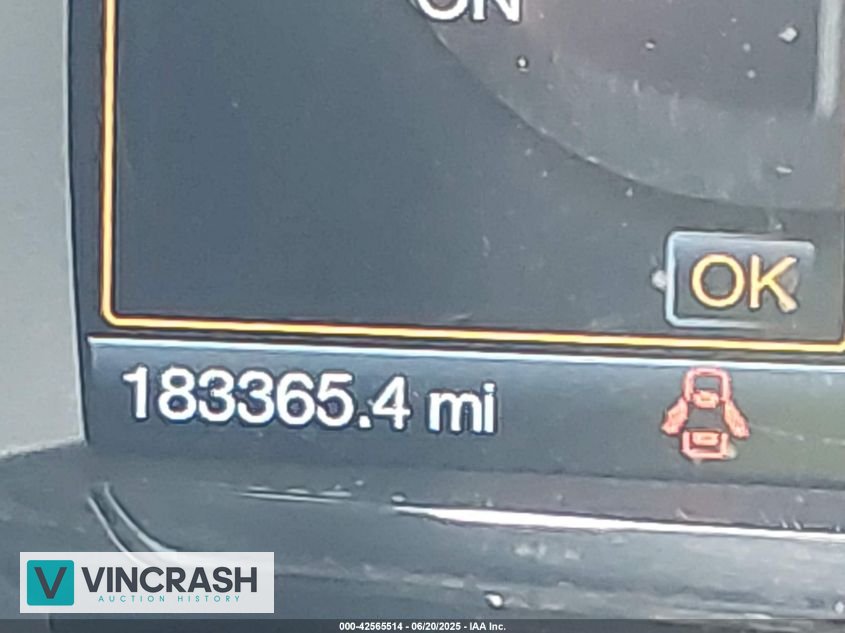 ON
OK
183365.4 mi
V VINCRASH
AUCTION HISTORY
000-42565514 - 06/20/2025 - IAA Inc.